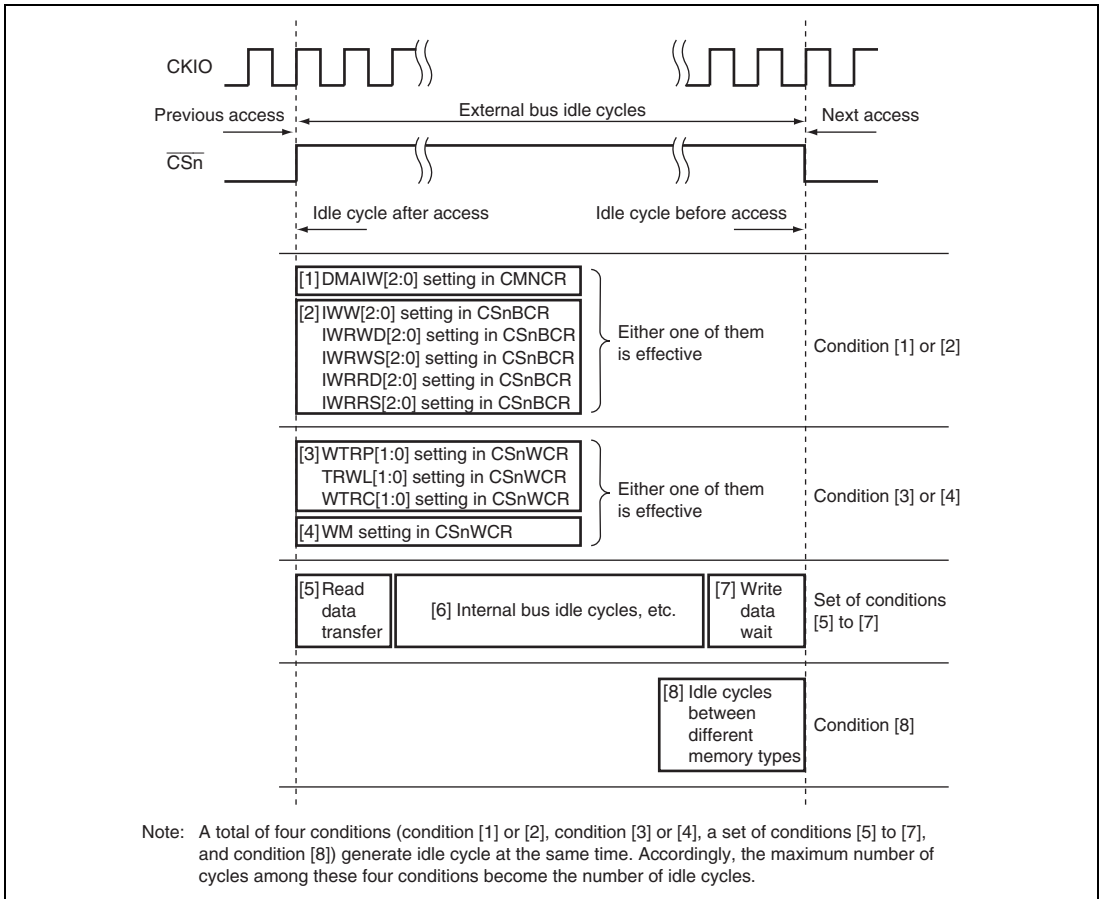 CKIO
Previous access
External bus idle cycles
Next access
CSn
Idle cycle after access
Idle cycle before access
[1] DMAIW[2:0] setting in CMNCR
[2] IWW[2:0] setting in CSnBCR
IWRWD[2:0] setting in CSnBCR
IWRWS[2:0] setting in CSnBCR
IWRRD[2:0] setting in CSnBCR
IWRRS[2:0] setting in CSnBCR
Either one of them
is effective
Condition [1] or [2]
[3] WTRP[1:0] setting in CSnWCR
TRWL[1:0] setting in CSnWCR
WTRC[1:0] setting in CSnWCR
[4] WM setting in CSnWCR
Either one of them
is effective
Condition [3] or [4]
[5] Read
data
transfer
[6] Internal bus idle cycles, etc.
[7] Write
data
wait
Set of conditions
[5] to [7]
[8] Idle cycles
between
different
memory types
Condition [8]
Note: A total of four conditions (condition [1] or [2], condition [3] or [4], a set of conditions [5] to [7],
and condition [8]) generate idle cycle at the same time. Accordingly, the maximum number of
cycles among these four conditions become the number of idle cycles.